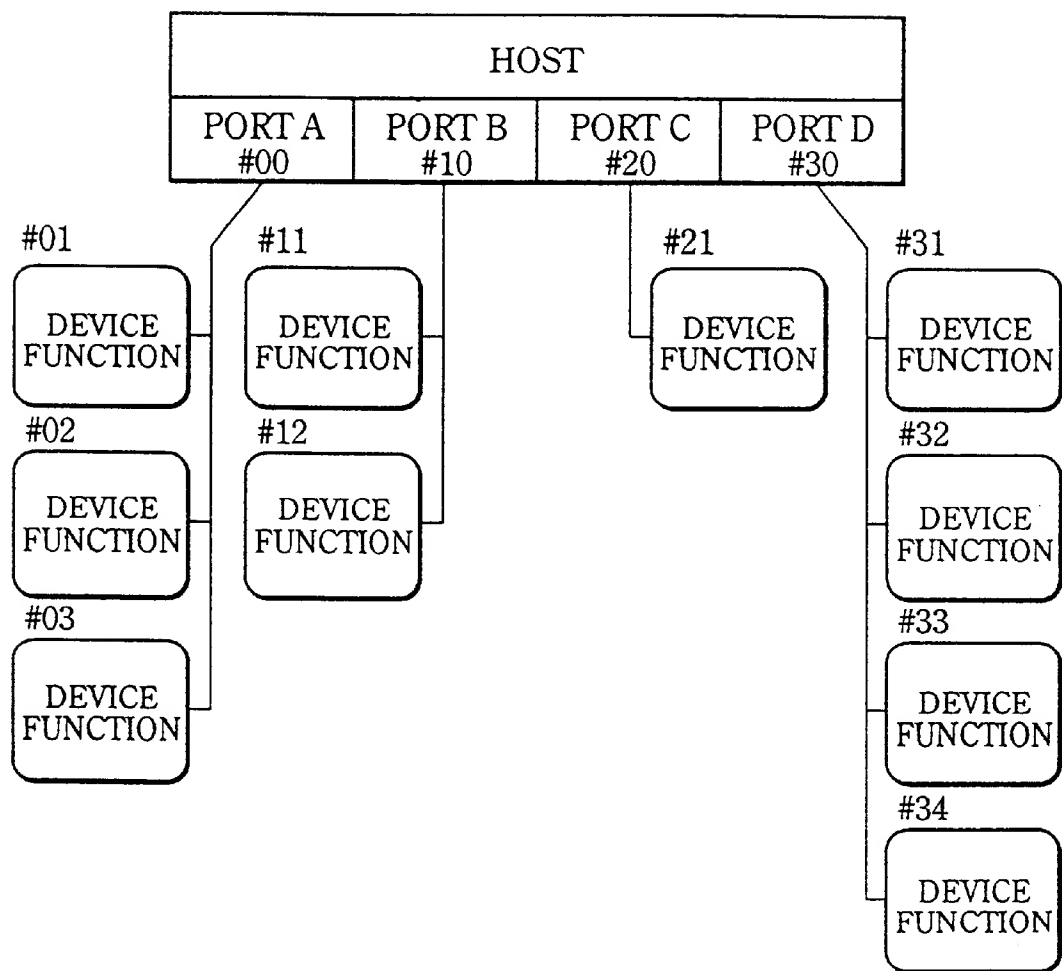 HOST
PORT A
#00
PORT B
#10
PORT C
#20
PORT D
#30
#01
DEVICE
FUNCTION
#02
DEVICE
FUNCTION
#03
DEVICE
FUNCTION
#11
DEVICE
FUNCTION
#12
DEVICE
FUNCTION
#21
DEVICE
FUNCTION
#31
DEVICE
FUNCTION
#32
DEVICE
FUNCTION
#33
DEVICE
FUNCTION
#34
DEVICE
FUNCTION